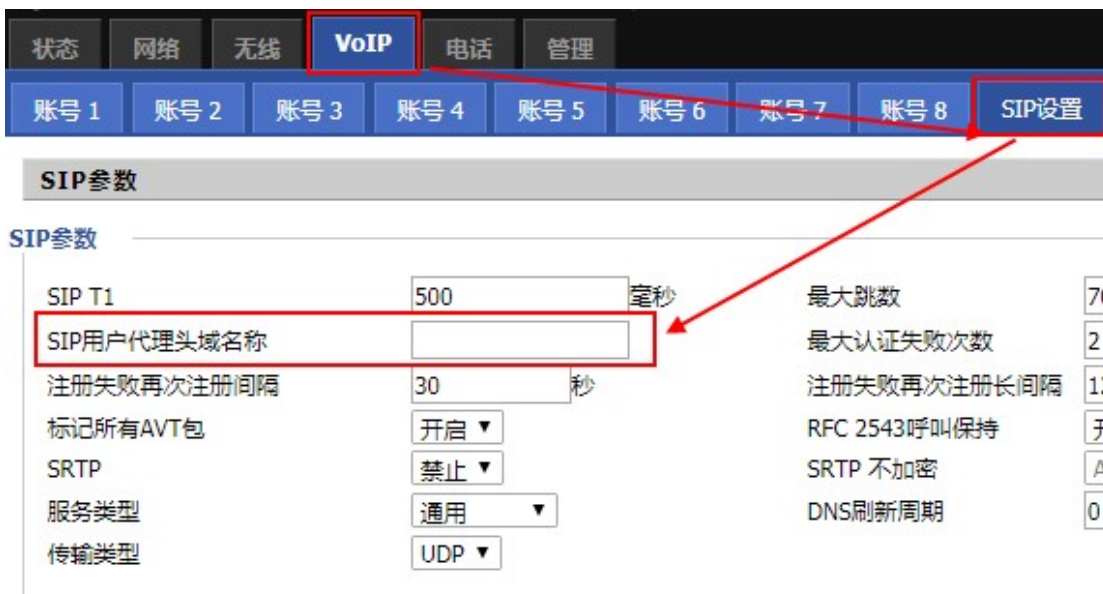 状态 网络 无线 VoIP 电话 管理
账号 1 账号 2 账号 3 账号 4 账号 5 账号 6 账号 7 账号 8 SIP设置
SIP参数
SIP参数
SIP T1 500 毫秒 最大跳数
SIP用户代理头域名称 最大认证失败次数 2
注册失败再次注册间隔 30 秒 注册失败再次注册长间隔
标记所有AVT包 开启 RFC 2543呼叫保持
SRTP 禁止 SRTP 不加密
服务类型 通用 DNS刷新周期 0
传输类型 UDP